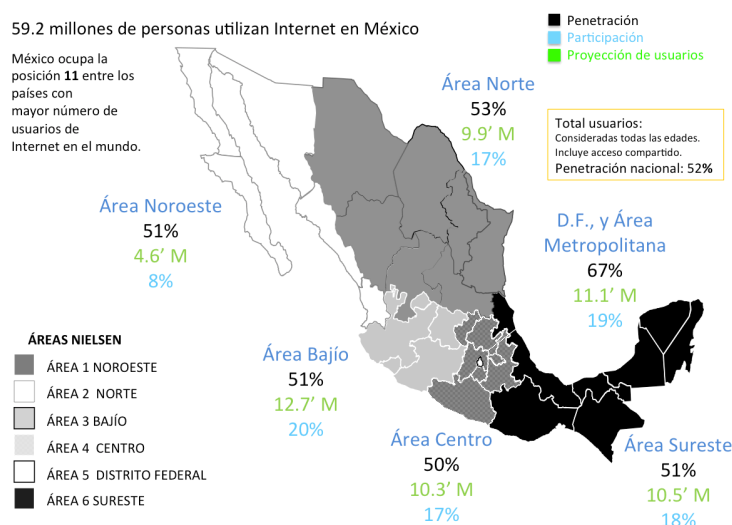 59.2 millones de personas utilizan Internet en México
México ocupa la
posición 11 entre los
países con
mayor número de
usuarios de
Internet en el mundo.
Penetración
Participación
Proyección de usuarios
Total usuarios:
Consideradas todas las edades.
Incluye acceso compartido.
Penetración nacional: 52%
Área Norte
53%
9.9’ M
17%
Área Noroeste
51%
4.6’ M
8%
D.F., y Área
Metropolitana
67%
11.1’ M
19%
Área Bajío
51%
12.7’ M
20%
Área Centro
50%
10.3’ M
17%
Área Sureste
51%
10.5’ M
18%
ÁREAS NIELSEN
ÁREA 1 NOROESTE
ÁREA 2 NORTE
ÁREA 3 BAJÍO
ÁREA 4 CENTRO
ÁREA 5 DISTRITO FEDERAL
ÁREA 6 SURESTE